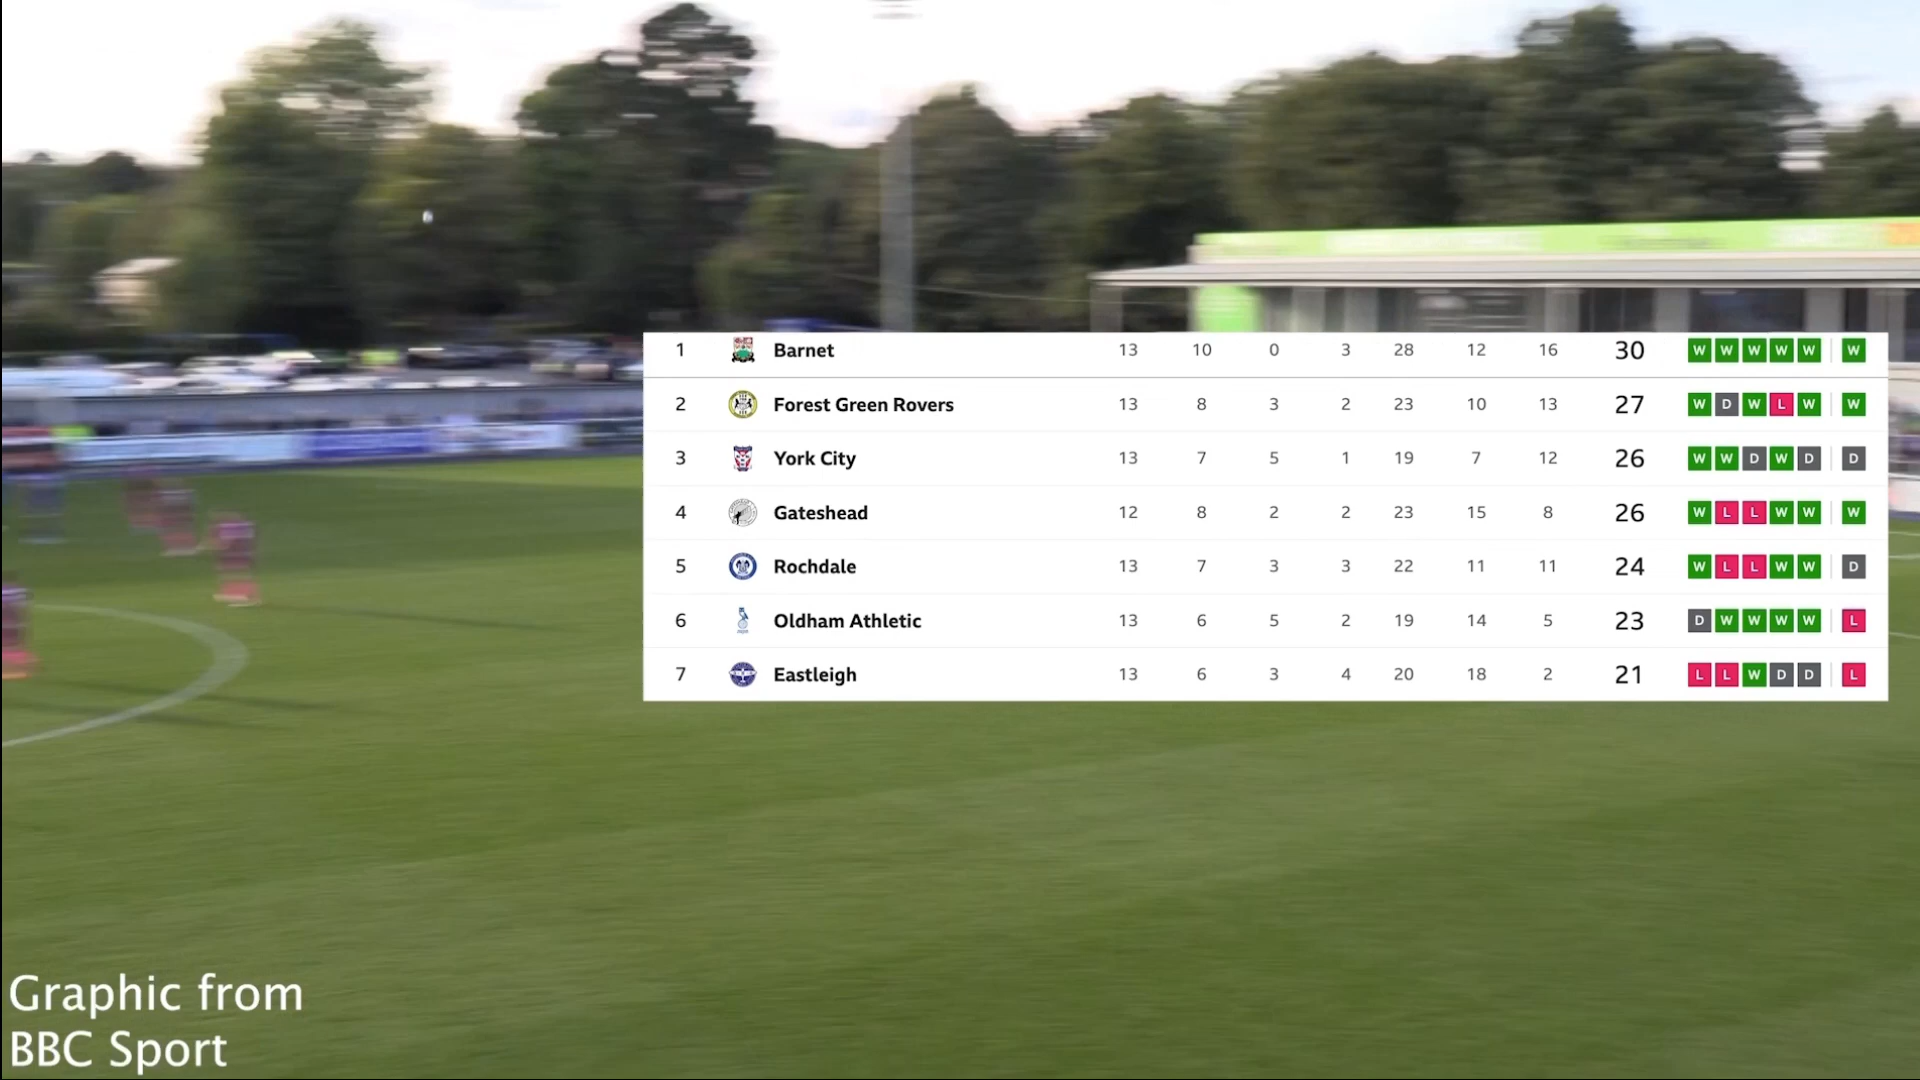 1 Barnet 13 10 0 3 28 12 16 30 W W W W W W
2 Forest Green Rovers 13 8 3 2 23 10 13 27 W D W L W W
3 York City 13 7 5 1 19 7 12 26 W W D W D D
4 Gateshead 12 8 2 2 23 15 8 26 W L L W W W
5 Rochdale 13 7 3 3 22 11 11 24 W L L W W D
6 Oldham Athletic 13 6 5 2 19 14 5 23 D W W W W L
7 Eastleigh 13 6 3 4 20 18 2 21 L L W D D L
Graphic from
BBC Sport